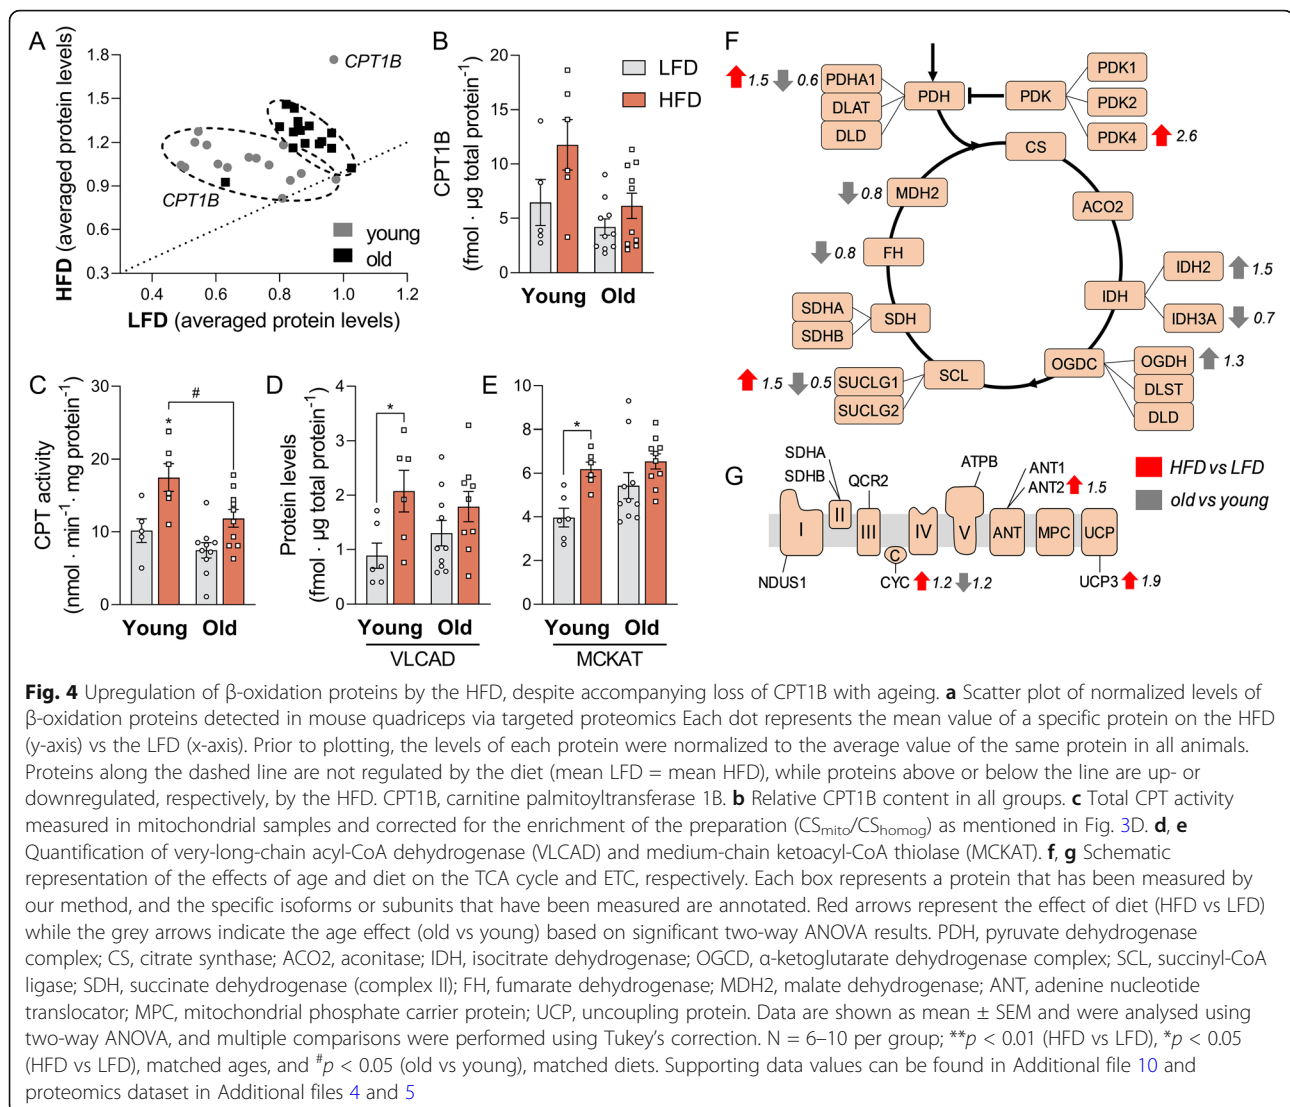 A
HFD (averaged protein levels)
1.8
1.5
1.2
0.9
0.6
0.3
CPT1B
CPT1B
young
old
0.4 0.6 0.8 1.0 1.2
LFD (averaged protein levels)
B
CPT1B
(fmol · µg total protein⁻¹)
20
15
10
5
0
LFD
HFD
Young Old
C
CPT activity
(nmol · min⁻¹ · mg protein⁻¹)
30
20
10
0
*
#
Young Old
D
Protein levels
(fmol · µg total protein⁻¹)
4
3
2
1
0
*
Young Old
VLCAD
E
10
8
6
4
2
0
*
Young Old
MCKAT
F
1.5 0.6 PDHA1
DLAT
DLD
PDH
PDK
PDK1
PDK2
PDK4 2.6
CS
ACO2
IDH
IDH2 1.5
IDH3A 0.7
OGDC
OGDH 1.3
DLST
DLD
SCL
1.5 0.5 SUCLG1
SUCLG2
SDH
SDHA
SDHB
0.8 FH
0.8 MDH2
HFD vs LFD
old vs young
G
SDHA
SDHB
QCR2
ATPB
ANT1
ANT2 1.5
I II III IV V ANT MPC UCP
C
NDUS1
CYC 1.2 1.2
UCP3 1.9
Fig. 4 Upregulation of β-oxidation proteins by the HFD, despite accompanying loss of CPT1B with ageing. a Scatter plot of normalized levels of
β-oxidation proteins detected in mouse quadriceps via targeted proteomics Each dot represents the mean value of a specific protein on the HFD
(y-axis) vs the LFD (x-axis). Prior to plotting, the levels of each protein were normalized to the average value of the same protein in all animals.
Proteins along the dashed line are not regulated by the diet (mean LFD = mean HFD), while proteins above or below the line are up- or
downregulated, respectively, by the HFD. CPT1B, carnitine palmitoyltransferase 1B. b Relative CPT1B content in all groups. c Total CPT activity
measured in mitochondrial samples and corrected for the enrichment of the preparation (CSmito/CShomog) as mentioned in Fig. 3D. d, e
Quantification of very-long-chain acyl-CoA dehydrogenase (VLCAD) and medium-chain ketoacyl-CoA thiolase (MCKAT). f, g Schematic
representation of the effects of age and diet on the TCA cycle and ETC, respectively. Each box represents a protein that has been measured by
our method, and the specific isoforms or subunits that have been measured are annotated. Red arrows represent the effect of diet (HFD vs LFD)
while the grey arrows indicate the age effect (old vs young) based on significant two-way ANOVA results. PDH, pyruvate dehydrogenase
complex; CS, citrate synthase; ACO2, aconitase; IDH, isocitrate dehydrogenase; OGCD, α-ketoglutarate dehydrogenase complex; SCL, succinyl-CoA
ligase; SDH, succinate dehydrogenase (complex II); FH, fumarate dehydrogenase; MDH2, malate dehydrogenase; ANT, adenine nucleotide
translocator; MPC, mitochondrial phosphate carrier protein; UCP, uncoupling protein. Data are shown as mean ± SEM and were analysed using
two-way ANOVA, and multiple comparisons were performed using Tukey's correction. N = 6–10 per group; **p < 0.01 (HFD vs LFD), *p < 0.05
(HFD vs LFD), matched ages, and #p < 0.05 (old vs young), matched diets. Supporting data values can be found in Additional file 10 and
proteomics dataset in Additional files 4 and 5